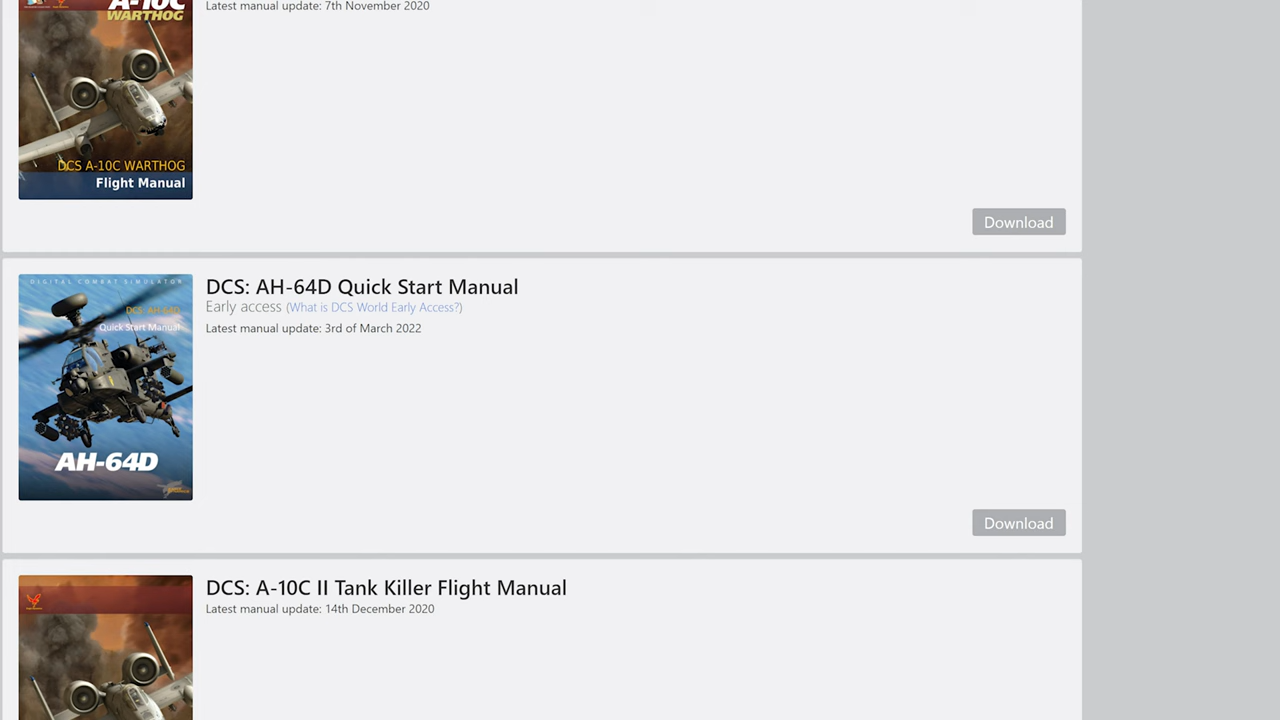 A-10C
WARTHOG
Latest manual update: 7th November 2020
DCS A-10C WARTHOG
Flight Manual
Download
DIGITAL COMBAT SIMULATOR
DCS: AH-64D
Quick Start Manual
AH-64D
DCS: AH-64D Quick Start Manual
Early access (What is DCS World Early Access?)
Latest manual update: 3rd of March 2022
Download
DCS: A-10C II Tank Killer Flight Manual
Latest manual update: 14th December 2020